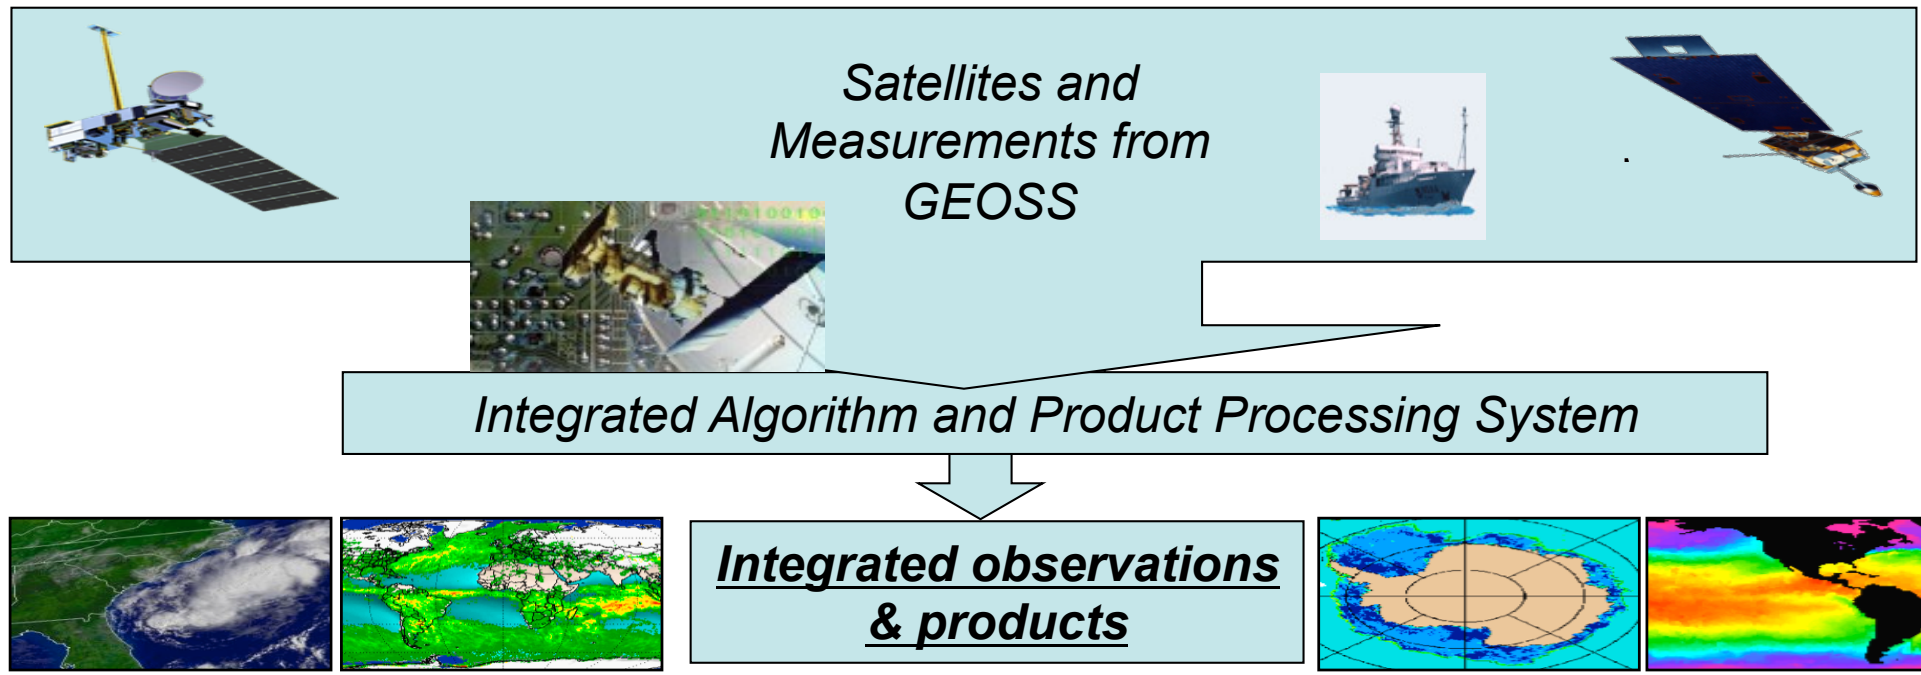 Satellites and
Measurements from
GEOSS
Integrated Algorithm and Product Processing System
Integrated observations
& products